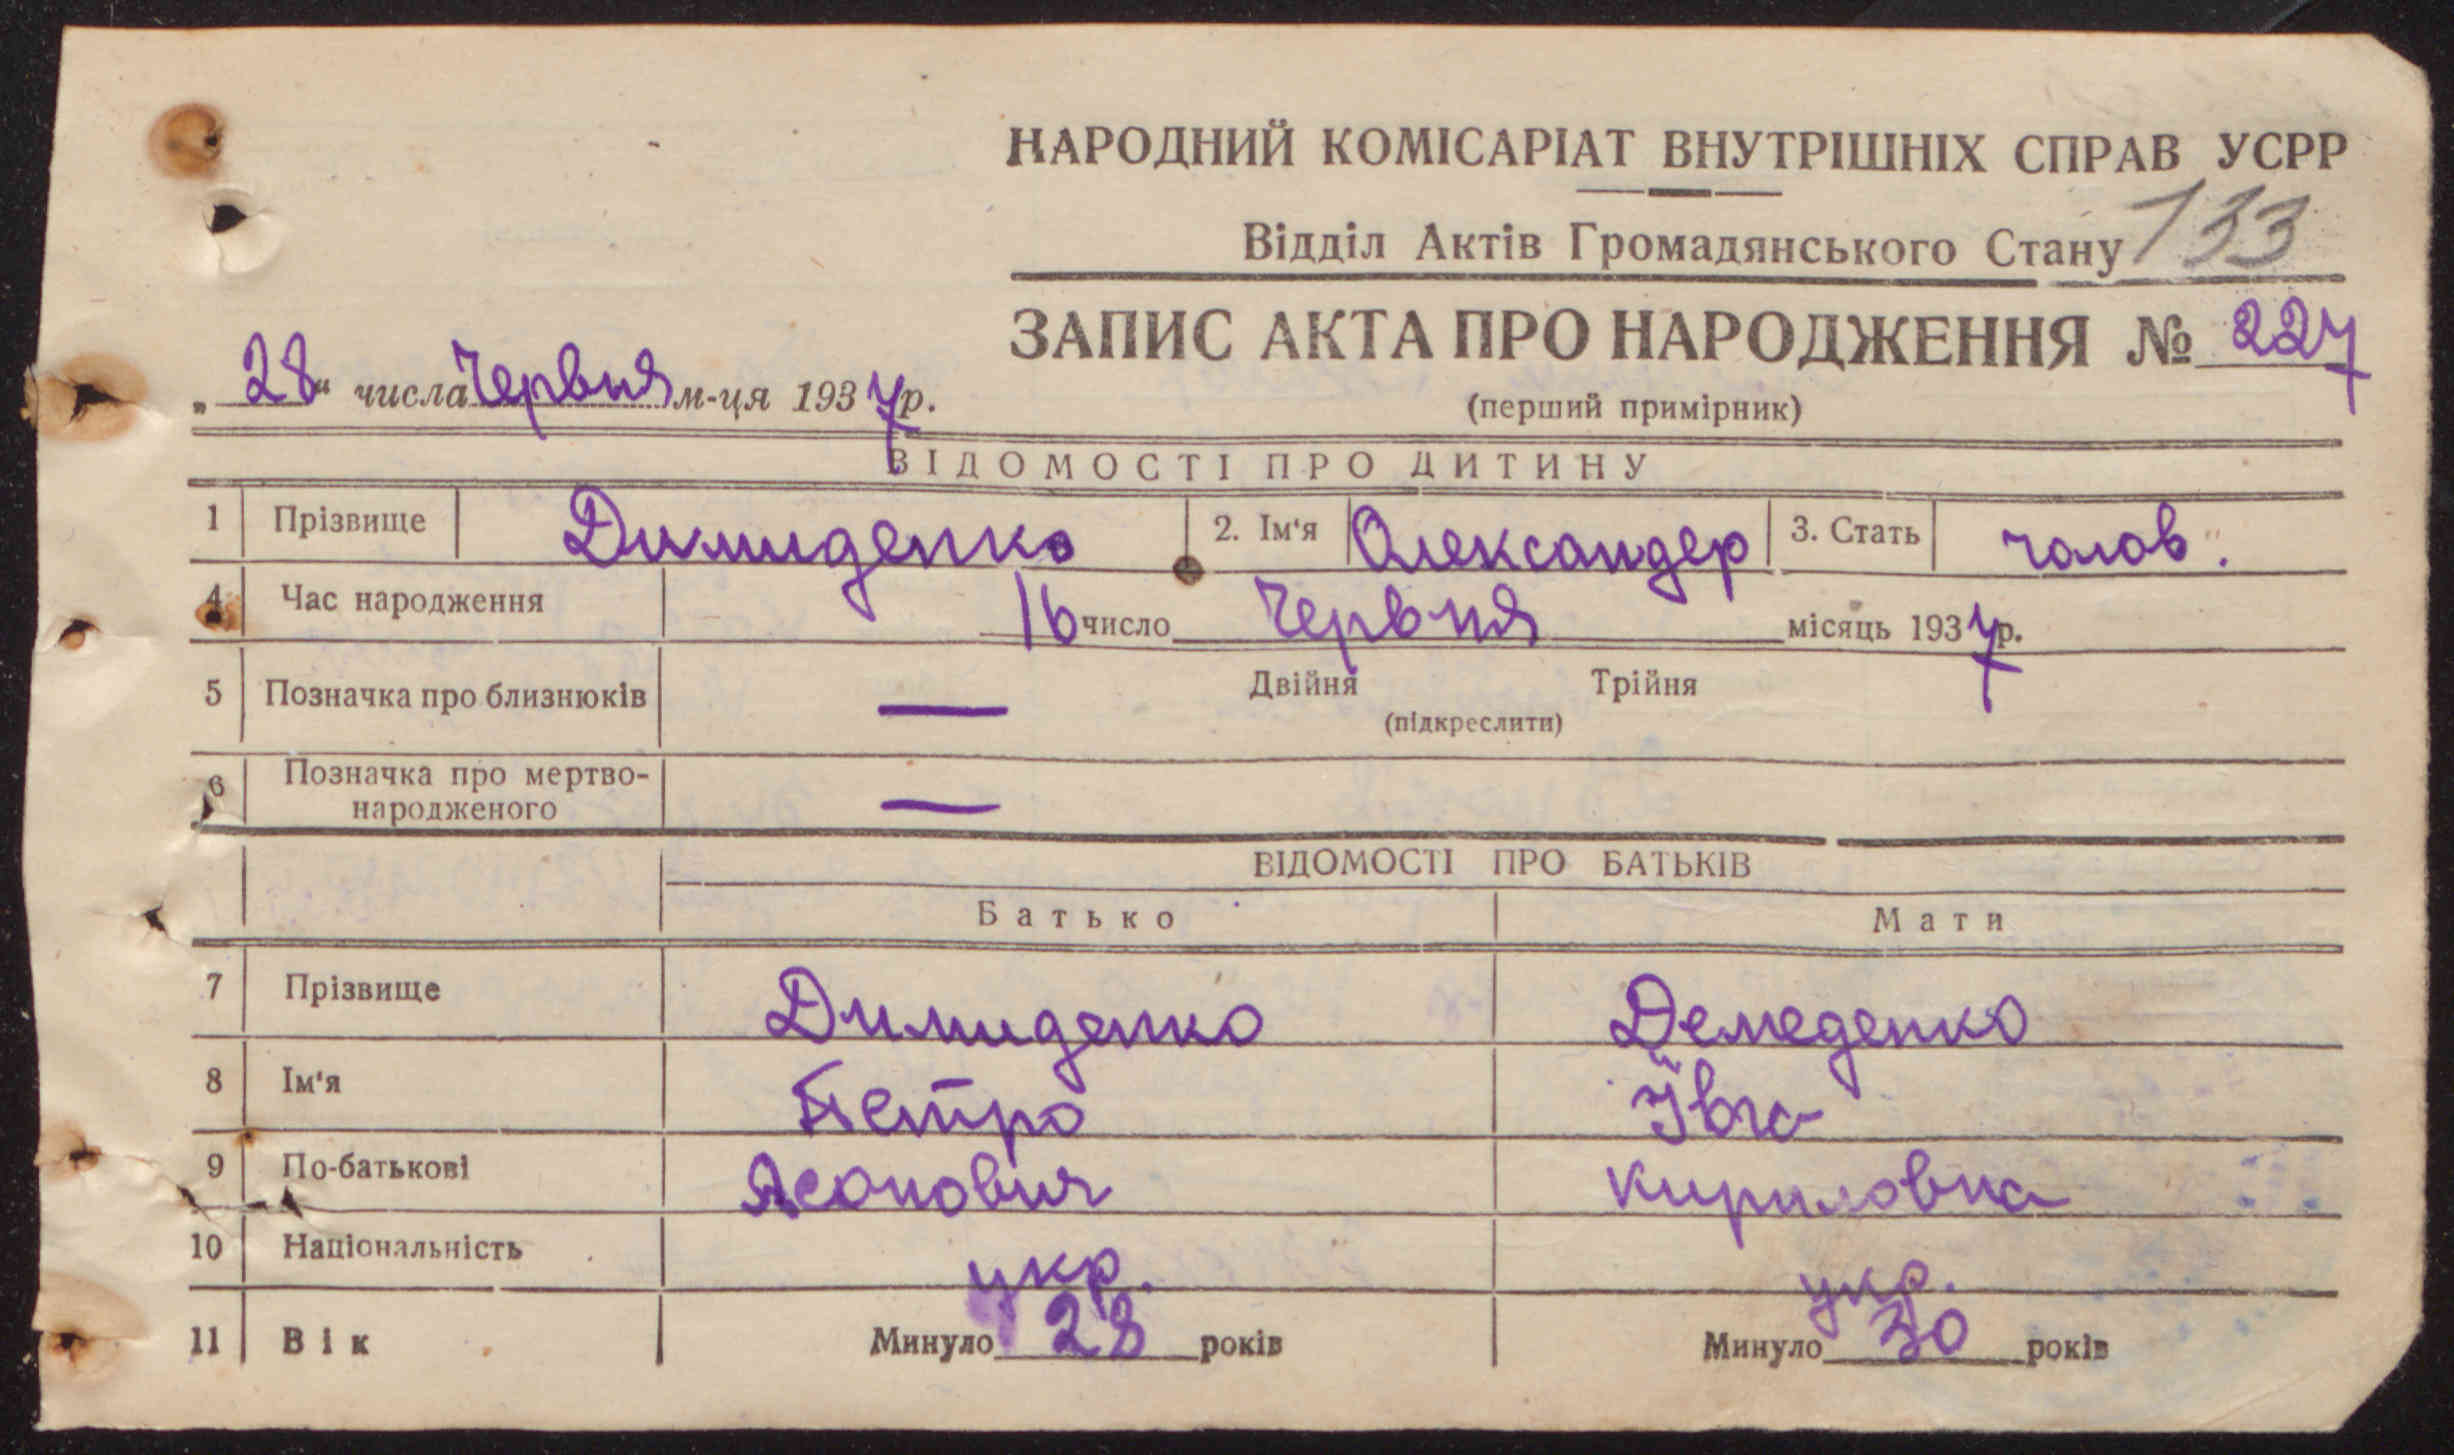 НАРОДНИЙ КОМІСАРІАТ ВНУТРІШНІХ СПРАВ УСРР
Відділ Актів Громадянського Стану 133
ЗАПИС АКТА ПРО НАРОДЖЕННЯ № 227
„28“ числа Червня м-ця 1937 р.
(перший примірник)
ВІДОМОСТІ ПРО ДИТИНУ
1 Прізвище Димиденко 2. Ім'я Олександер 3. Стать чолов.
4 Час народження 16 число Червня місяць 1937 р.
5 Позначка про близнюків — Двійня Трійня
(підкреслити)
6 Позначка про мертво-
народженого —
ВІДОМОСТІ ПРО БАТЬКІВ
Батько Мати
7 Прізвище Димиденко Демеденко
8 Ім'я Петро Ївга
9 По-батькові Ясонович Кириловна
10 Національність укр. укр.
11 Вік Минуло 28 років Минуло 30 років